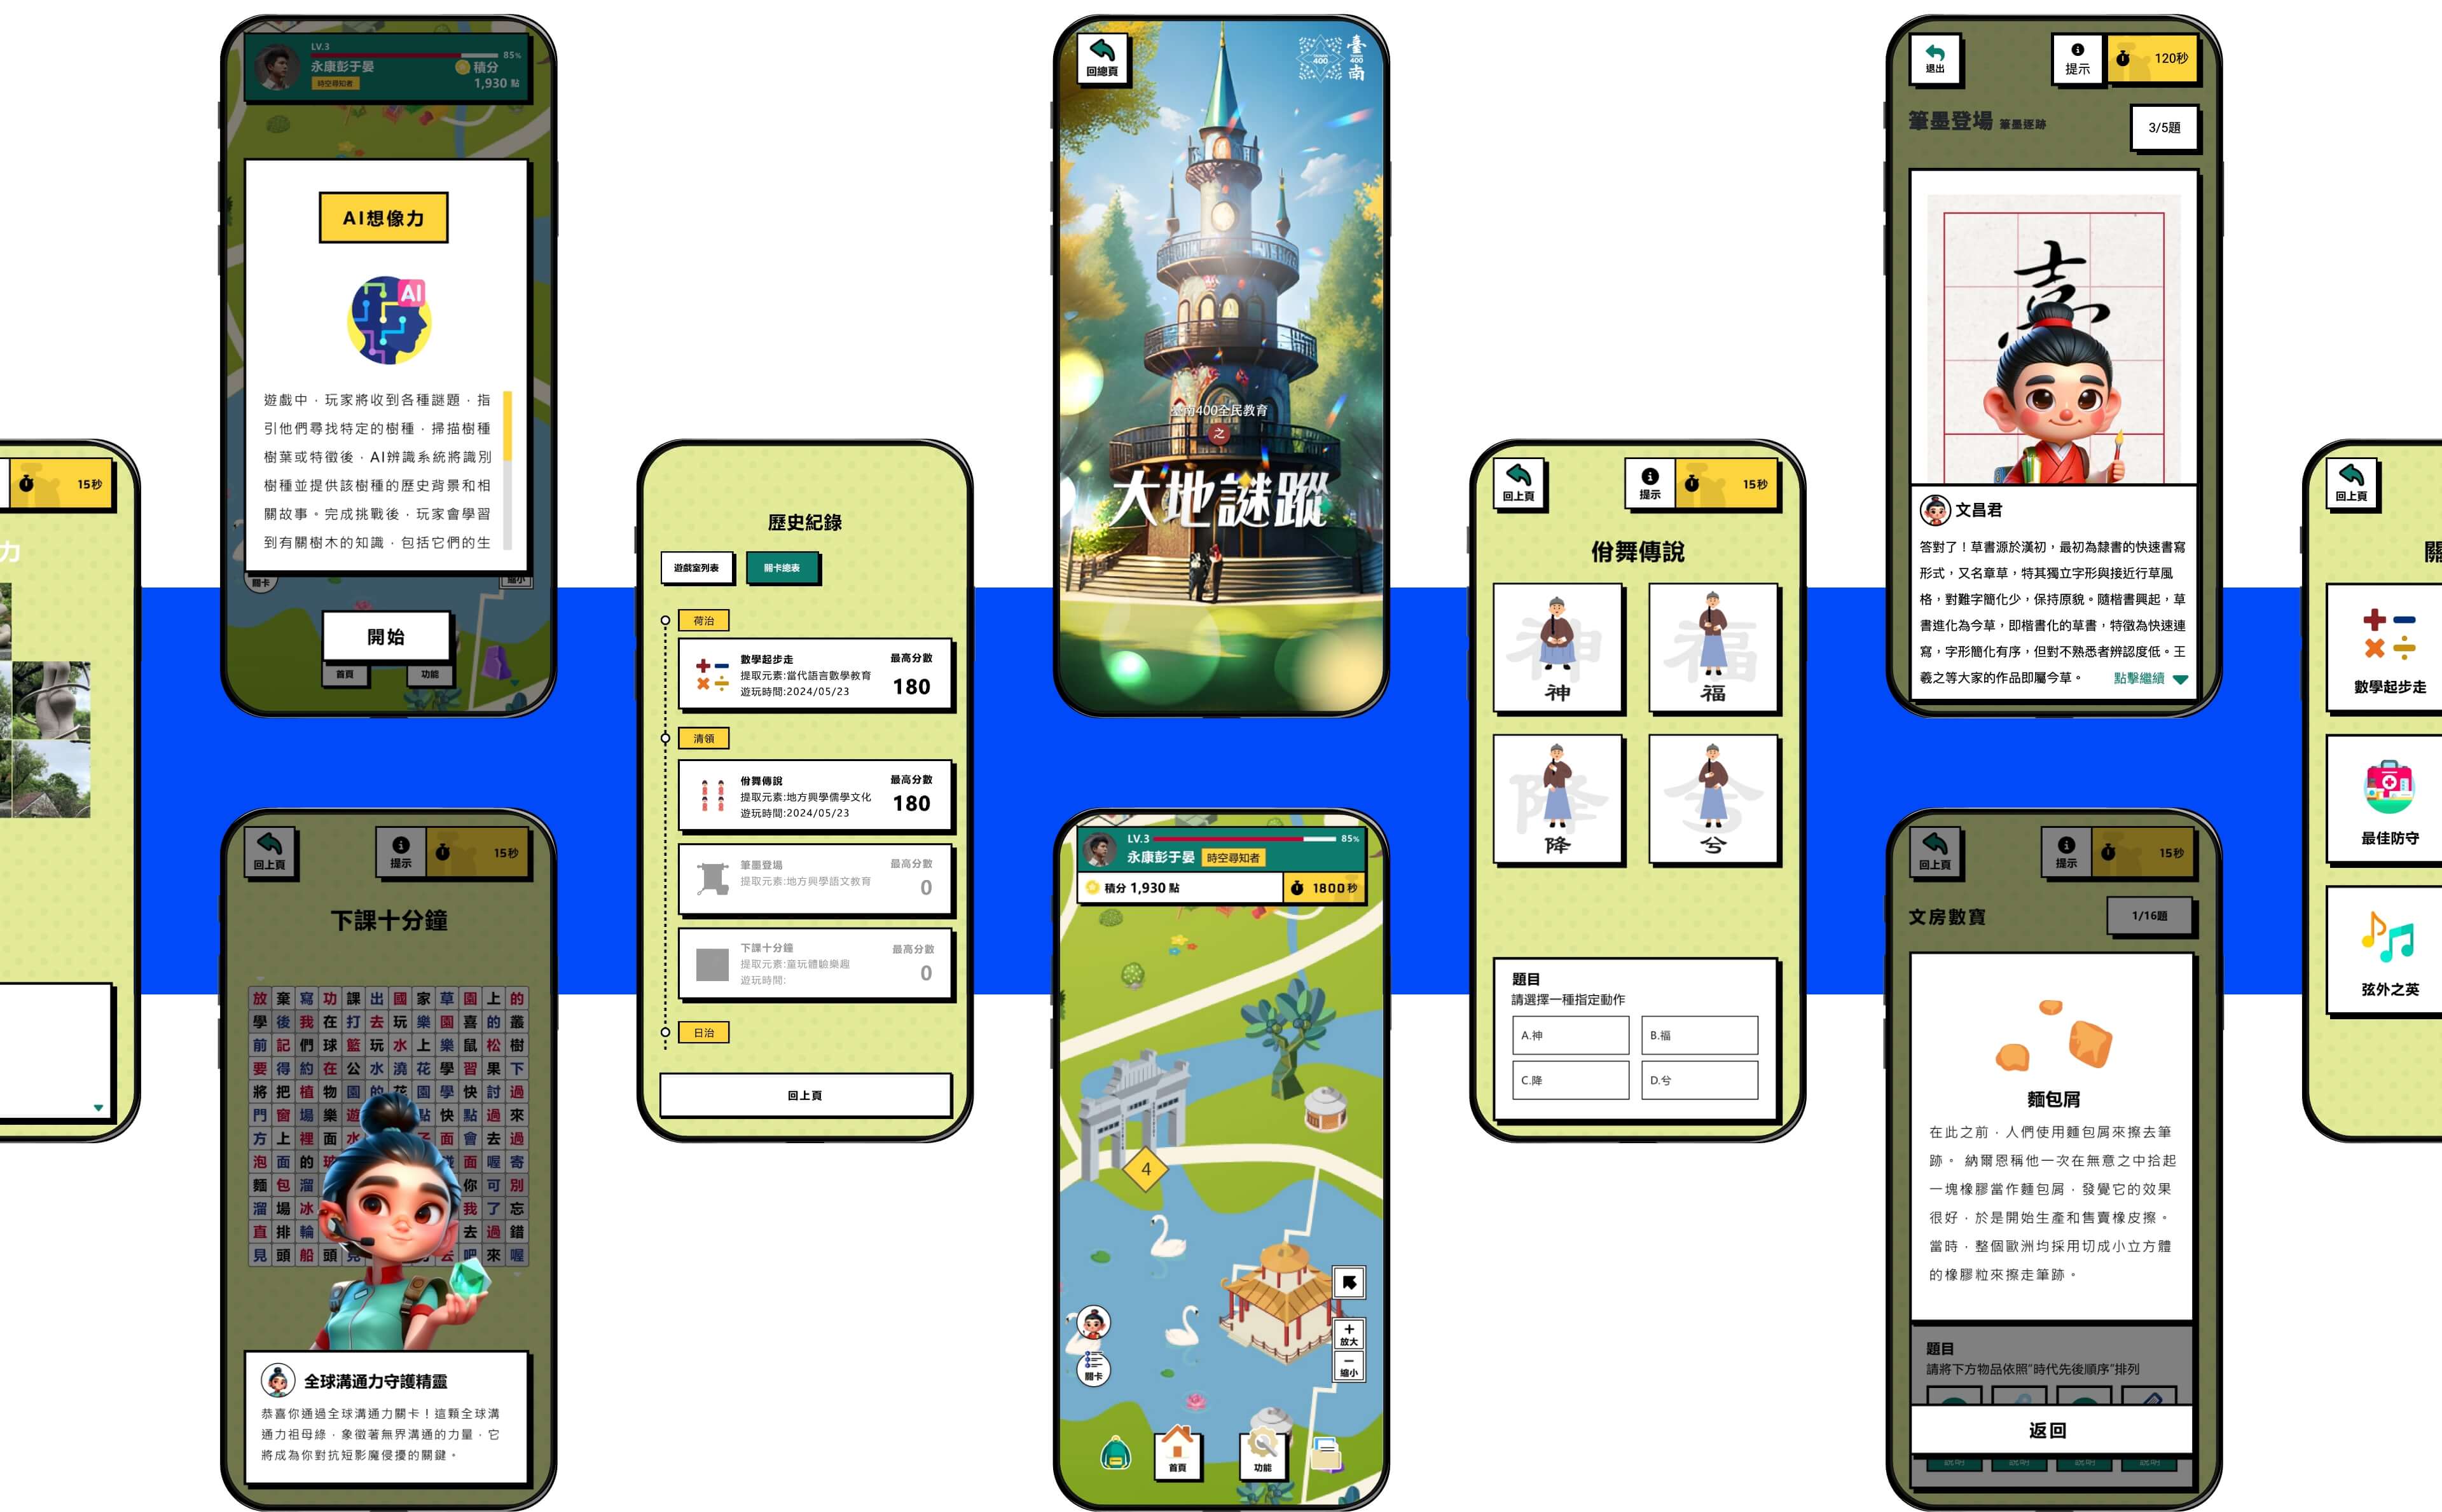 15秒
力
LV.3
85%
永康彭于晏
積分
時空尋知者
1,930 點
AI想像力
AI
遊戲中，玩家將收到各種謎題，指
引他們尋找特定的樹種，掃描樹種
樹葉或特徵後，AI辨識系統將識別
樹種並提供該樹種的歷史背景和相
關故事。完成挑戰後，玩家會學習
到有關樹木的知識，包括它們的生
關卡
縮小
開始
首頁
功能
回上頁
提示
15秒
下課十分鐘
放棄寫功課出國家草園上的
學後我在打去玩樂園喜的叢
前記們球籃玩水上樂鼠松樹
要得約在公水澆花學習果下
將把植物園的花園學快討過
門窗場樂遊
點快點過來
方上裡面水
面會去過
泡面的
面喔寄
麵包溜
你可別
溜場冰
我了忘
直排輪
去過錯
見頭船頭
吧來喔
全球溝通力守護精靈
恭喜你通過全球溝通力關卡！這顆全球溝
通力祖母綠，象徵著無界溝通的力量，它
將成為你對抗短影魔侵擾的關鍵。
歷史紀錄
遊戲室列表
關卡總表
荷治
數學起步走
提取元素:當代語言數學教育
遊玩時間:2024/05/23
最高分數
180
清領
佾舞傳說
提取元素:地方興學儒學文化
遊玩時間:2024/05/23
最高分數
180
筆墨登場
提取元素:地方興學語文教育
最高分數
0
下課十分鐘
提取元素:童玩體驗樂趣
遊玩時間:
最高分數
0
日治
回上頁
回總頁
400
臺
400
南
臺南400全民教育
之
大地謎蹤
LV.3
85%
永康彭于晏
時空尋知者
積分 1,930 點
1800秒
4
放大
縮小
關卡
首頁
功能
回上頁
提示
15秒
佾舞傳說
神
神
福
福
降
降
兮
兮
題目
請選擇一種指定動作
A.神
B.福
C.降
D.兮
退出
提示
120秒
筆墨登場 筆墨逐跡
3/5題
文昌君
答對了！草書源於漢初，最初為隸書的快速書寫
形式，又名章草，特其獨立字形與接近行草風
格，對難字簡化少，保持原貌。隨楷書興起，草
書進化為今草，即楷書化的草書，特徵為快速連
寫，字形簡化有序，但對不熟悉者辨認度低。王
羲之等大家的作品即屬今草。
點擊繼續
回上頁
提示
15秒
文房數寶
1/16題
麵包屑
在此之前，人們使用麵包屑來擦去筆
跡。 納爾恩稱他一次在無意之中拾起
一塊橡膠當作麵包屑，發覺它的效果
很好，於是開始生產和售賣橡皮擦。
當時，整個歐洲均採用切成小立方體
的橡膠粒來擦走筆跡。
題目
請將下方物品依照"時代先後順序"排列
返回
回上頁
關
數學起步走
最佳防守
弦外之英